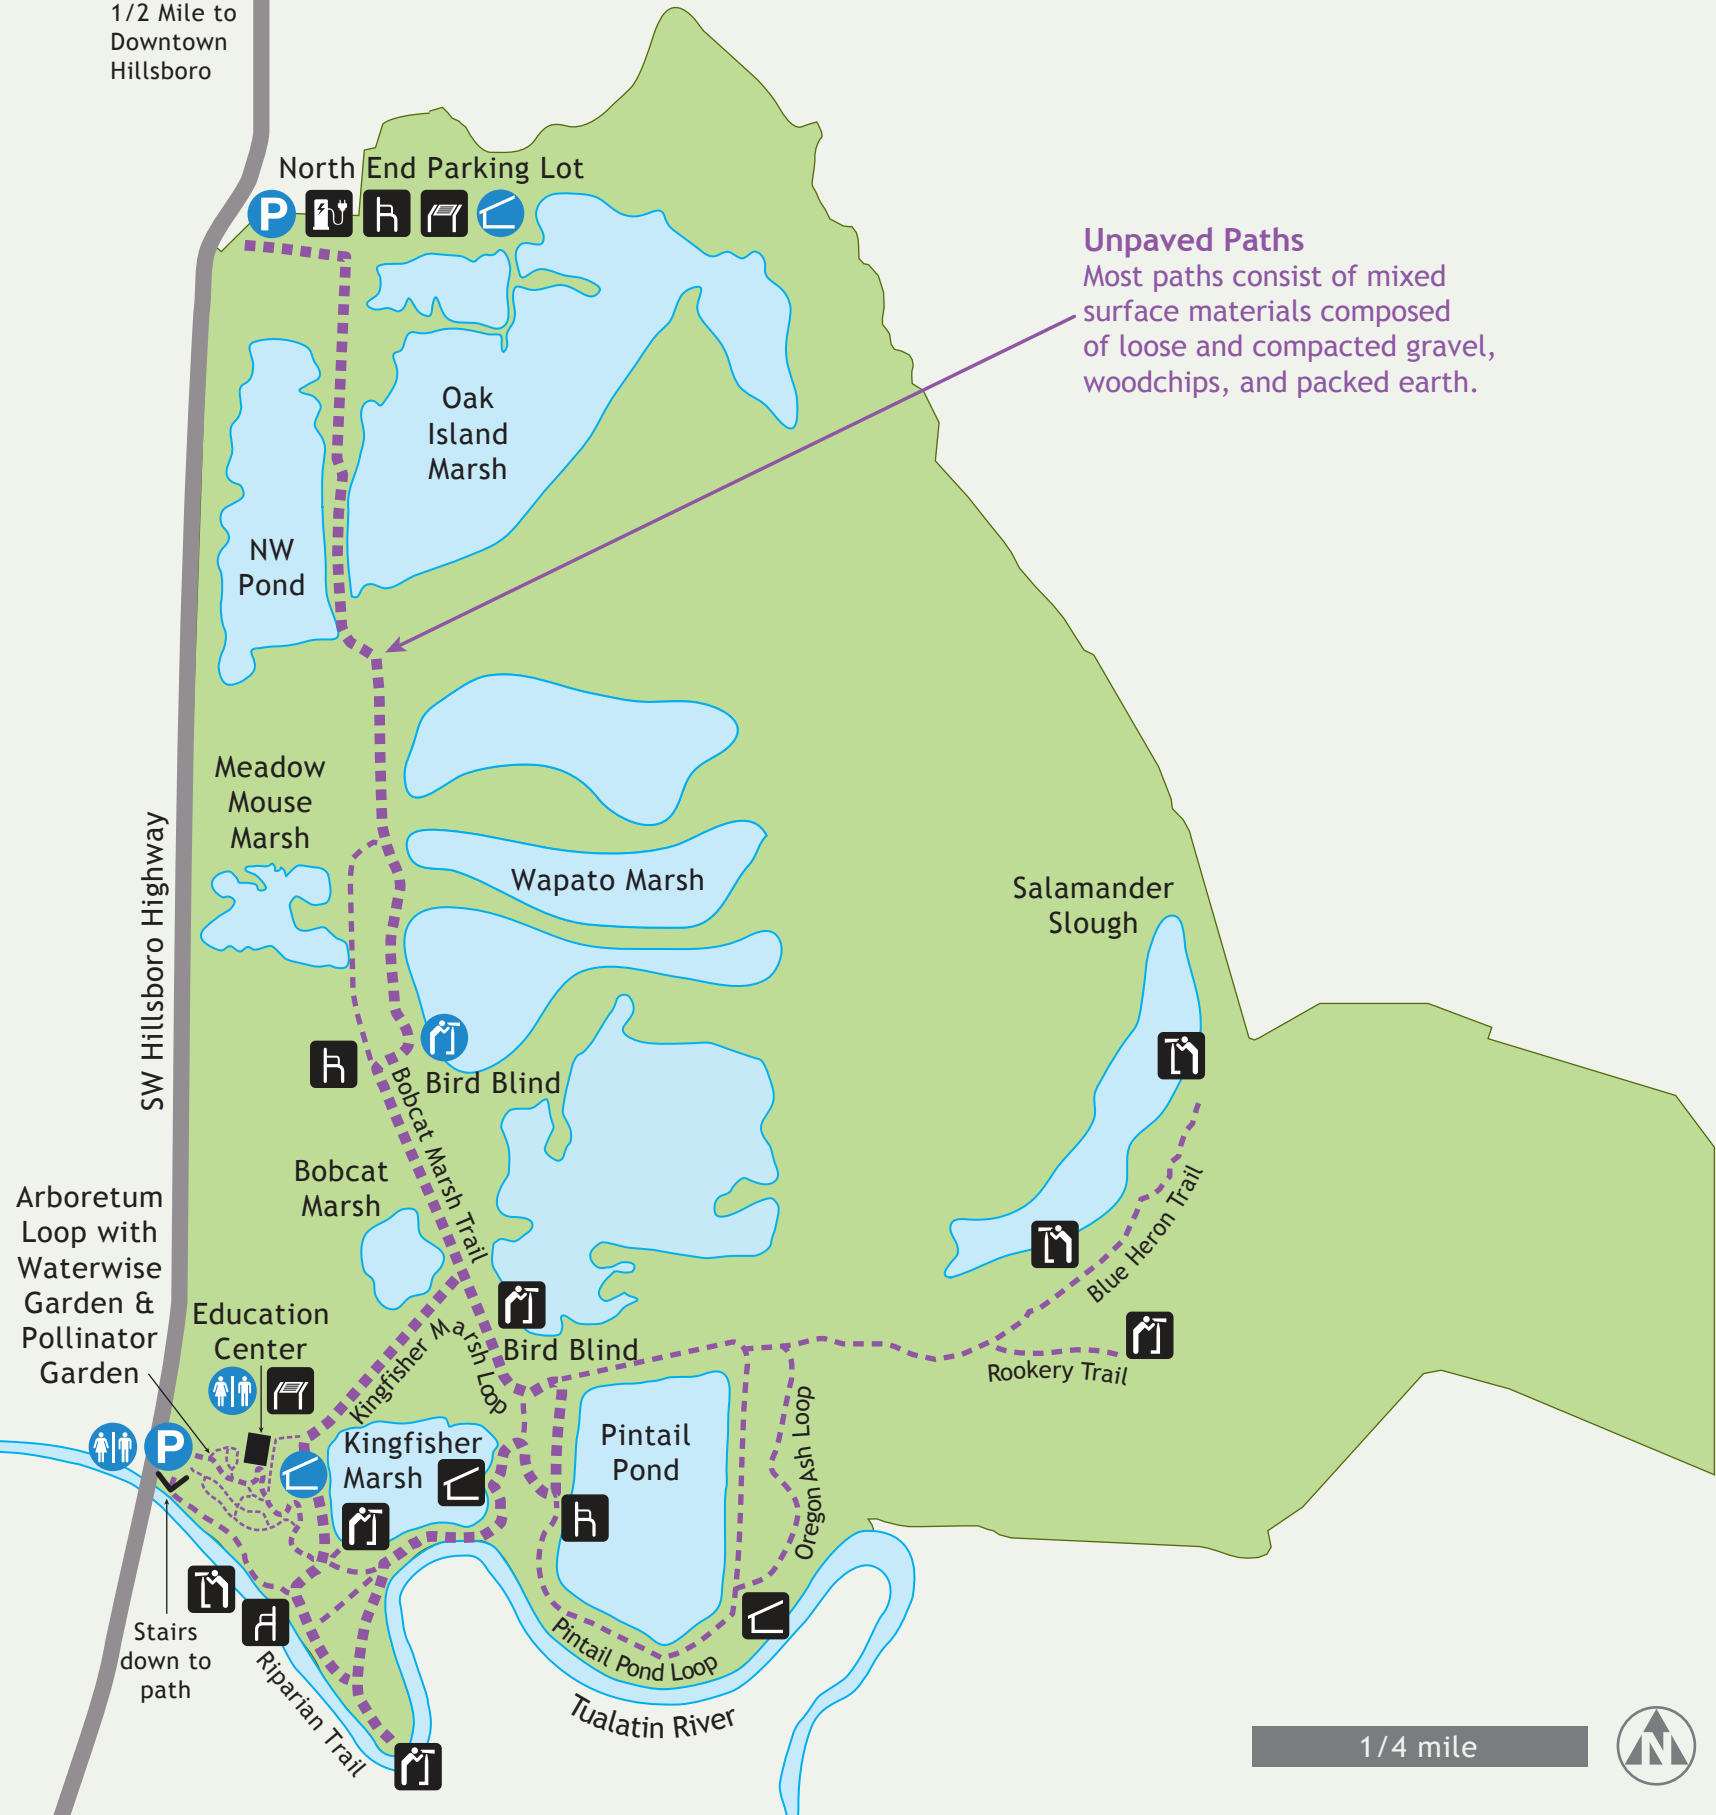 1/2 Mile to
Downtown
Hillsboro
North End Parking Lot
P
Unpaved Paths
Most paths consist of mixed
surface materials composed
of loose and compacted gravel,
woodchips, and packed earth.
Oak
Island
Marsh
NW
Pond
Meadow
Mouse
Marsh
SW Hillsboro Highway
Wapato Marsh
Salamander
Slough
Bird Blind
Bobcat Marsh Trail
Bobcat
Marsh
Arboretum
Loop with
Waterwise
Garden &
Pollinator
Garden
Education
Center
Blue Heron Trail
Kingfisher Marsh Loop
Bird Blind
Rookery Trail
P
Kingfisher
Marsh
Pintail
Pond
Oregon Ash Loop
Stairs
down to
path
Riparian Trail
Pintail Pond Loop
Tualatin River
1/4 mile
N